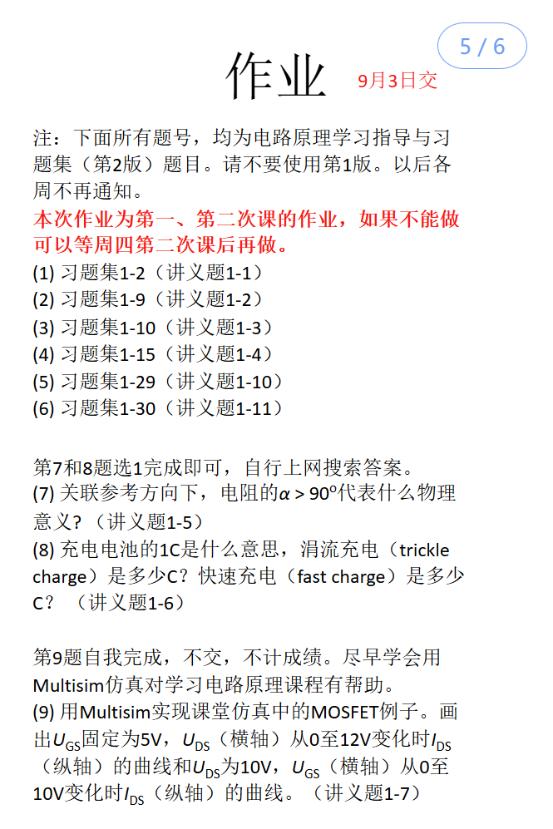 5 / 6
作业
9月3日交
注：下面所有题号，均为电路原理学习指导与习
题集（第2版）题目。请不要使用第1版。以后各
周不再通知。
本次作业为第一、第二次课的作业，如果不能做
可以等周四第二次课后再做。
(1) 习题集1-2（讲义题1-1）
(2) 习题集1-9（讲义题1-2）
(3) 习题集1-10（讲义题1-3）
(4) 习题集1-15（讲义题1-4）
(5) 习题集1-29（讲义题1-10）
(6) 习题集1-30（讲义题1-11）
第7和8题选1完成即可，自行上网搜索答案。
(7) 关联参考方向下，电阻的α > 90°代表什么物理
意义?（讲义题1-5）
(8) 充电电池的1C是什么意思，涓流充电（trickle
charge）是多少C？快速充电（fast charge）是多少
C？（讲义题1-6）
第9题自我完成，不交，不计成绩。尽早学会用
Multisim仿真对学习电路原理课程有帮助。
(9) 用Multisim实现课堂仿真中的MOSFET例子。画
出UGS固定为5V，UDS（横轴）从0至12V变化时IDS
（纵轴）的曲线和UDS为10V，UGS（横轴）从0至
10V变化时IDS（纵轴）的曲线。（讲义题1-7）